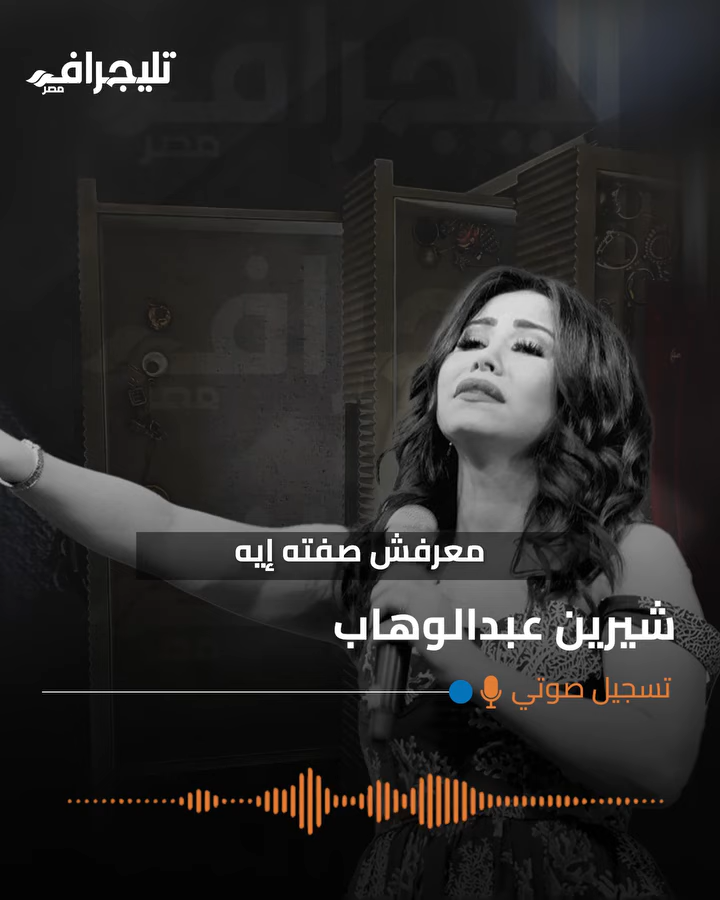 تليجراف
مصر
معرفش صفته إيه
شيرين عبدالوهاب
تسجيل صوتي